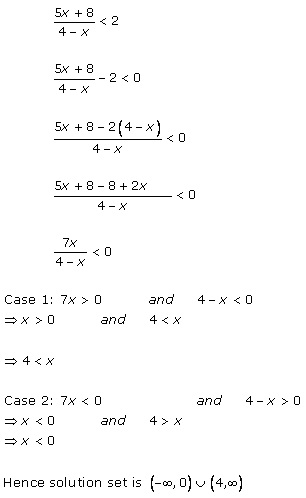 (5x + 8)/(4 − x) < 2
(5x + 8)/(4 − x) − 2 < 0
(5x + 8 − 2(4 − x))/(4 − x) < 0
(5x + 8 − 8 + 2x)/(4 − x) < 0
7x/(4 − x) < 0
Case 1: 7x > 0 and 4 − x < 0
⇒ x > 0 and 4 < x
⇒ 4 < x
Case 2: 7x < 0 and 4 − x > 0
⇒ x < 0 and 4 > x
⇒ x < 0
Hence solution set is (−∞, 0) ∪ (4,∞)